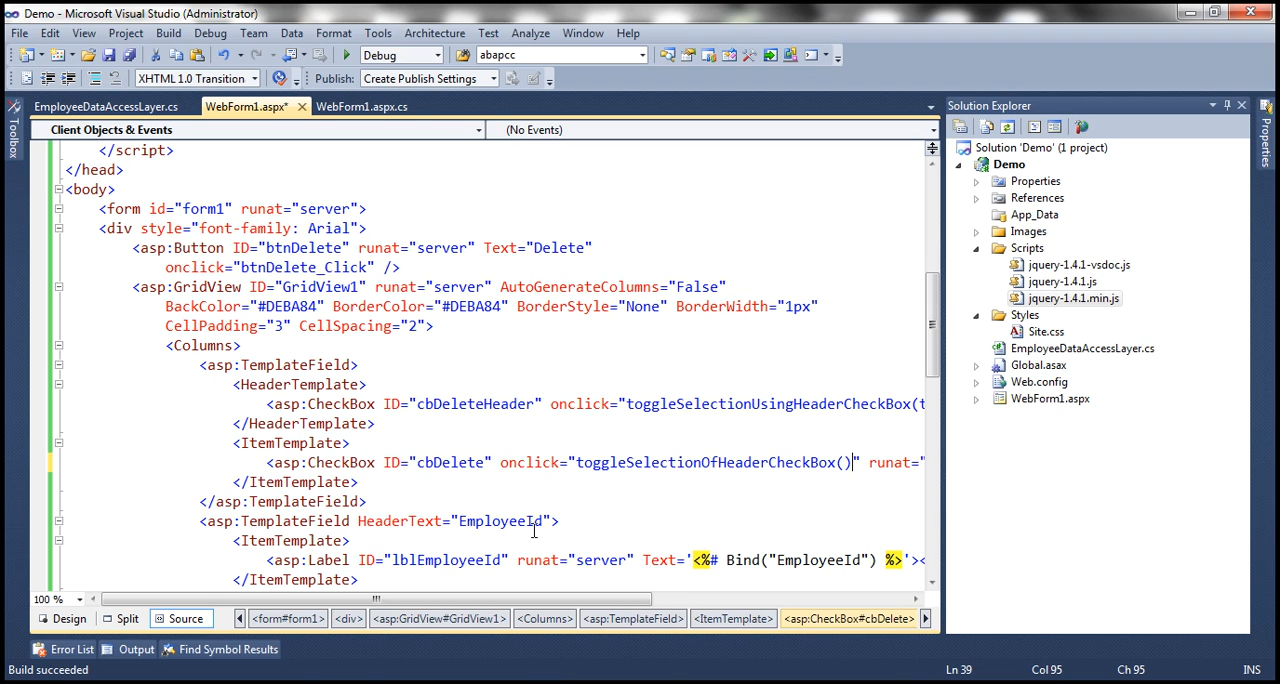 Demo - Microsoft Visual Studio (Administrator)
File Edit View Project Build Debug Team Data Format Tools Architecture Test Analyze Window Help
Debug abapcc
XHTML 1.0 Transition Publish: Create Publish Settings
EmployeeDataAccessLayer.cs WebForm1.aspx* WebForm1.aspx.cs
Client Objects & Events (No Events)
Toolbox
</script>
</head>
<body>
<form id="form1" runat="server">
<div style="font-family: Arial">
<asp:Button ID="btnDelete" runat="server" Text="Delete"
onclick="btnDelete_Click" />
<asp:GridView ID="GridView1" runat="server" AutoGenerateColumns="False"
BackColor="#DEBA84" BorderColor="#DEBA84" BorderStyle="None" BorderWidth="1px"
CellPadding="3" CellSpacing="2">
<Columns>
<asp:TemplateField>
<HeaderTemplate>
<asp:CheckBox ID="cbDeleteHeader" onclick="toggleSelectionUsingHeaderCheckBox(t
</HeaderTemplate>
<ItemTemplate>
<asp:CheckBox ID="cbDelete" onclick="toggleSelectionOfHeaderCheckBox()" runat="
</ItemTemplate>
</asp:TemplateField>
<asp:TemplateField HeaderText="EmployeeId">
<ItemTemplate>
<asp:Label ID="lblEmployeeId" runat="server" Text='<%# Bind("EmployeeId") %>'><
</ItemTemplate>
100 %
Design Split Source <form#form1> <div> <asp:GridView#GridView1> <Columns> <asp:TemplateField> <ItemTemplate> <asp:CheckBox#cbDelete>
Error List Output Find Symbol Results
Build succeeded Ln 39 Col 95 Ch 95 INS
Solution Explorer
Solution 'Demo' (1 project)
Demo
Properties
References
App_Data
Images
Scripts
jquery-1.4.1-vsdoc.js
jquery-1.4.1.js
jquery-1.4.1.min.js
Styles
Site.css
EmployeeDataAccessLayer.cs
Global.asax
Web.config
WebForm1.aspx
Properties